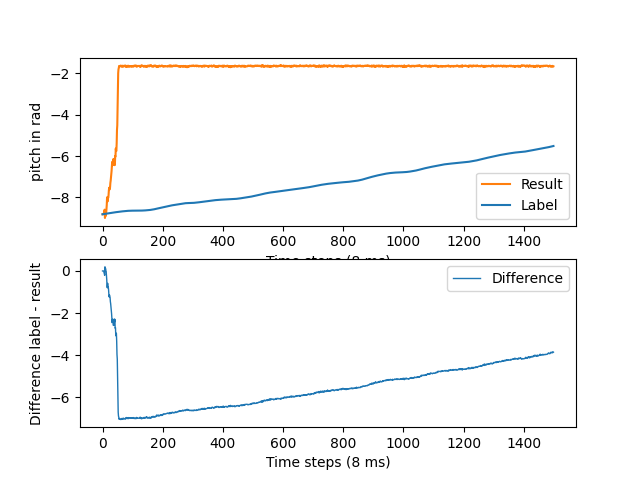 pitch in rad
−2
−4
−6
−8
Result
Label
0 200 400 600 800 1000 1200 1400
Time steps (8 ms)
Difference label - result
0
−2
−4
−6
Difference
0 200 400 600 800 1000 1200 1400
Time steps (8 ms)